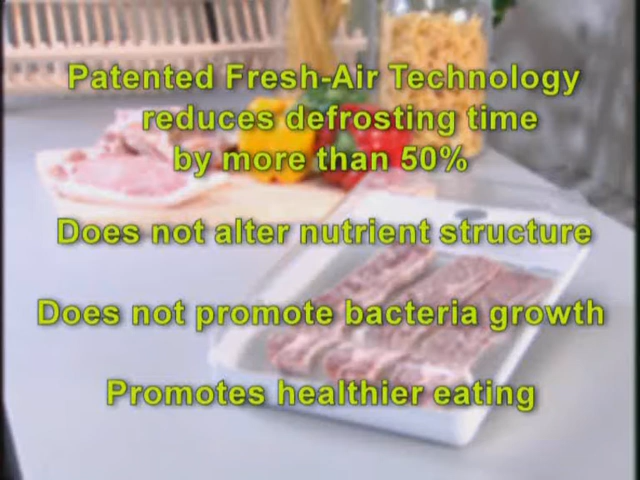 Patented Fresh-Air Technology
reduces defrosting time
by more than 50%
Does not alter nutrient structure
Does not promote bacteria growth
Promotes healthier eating